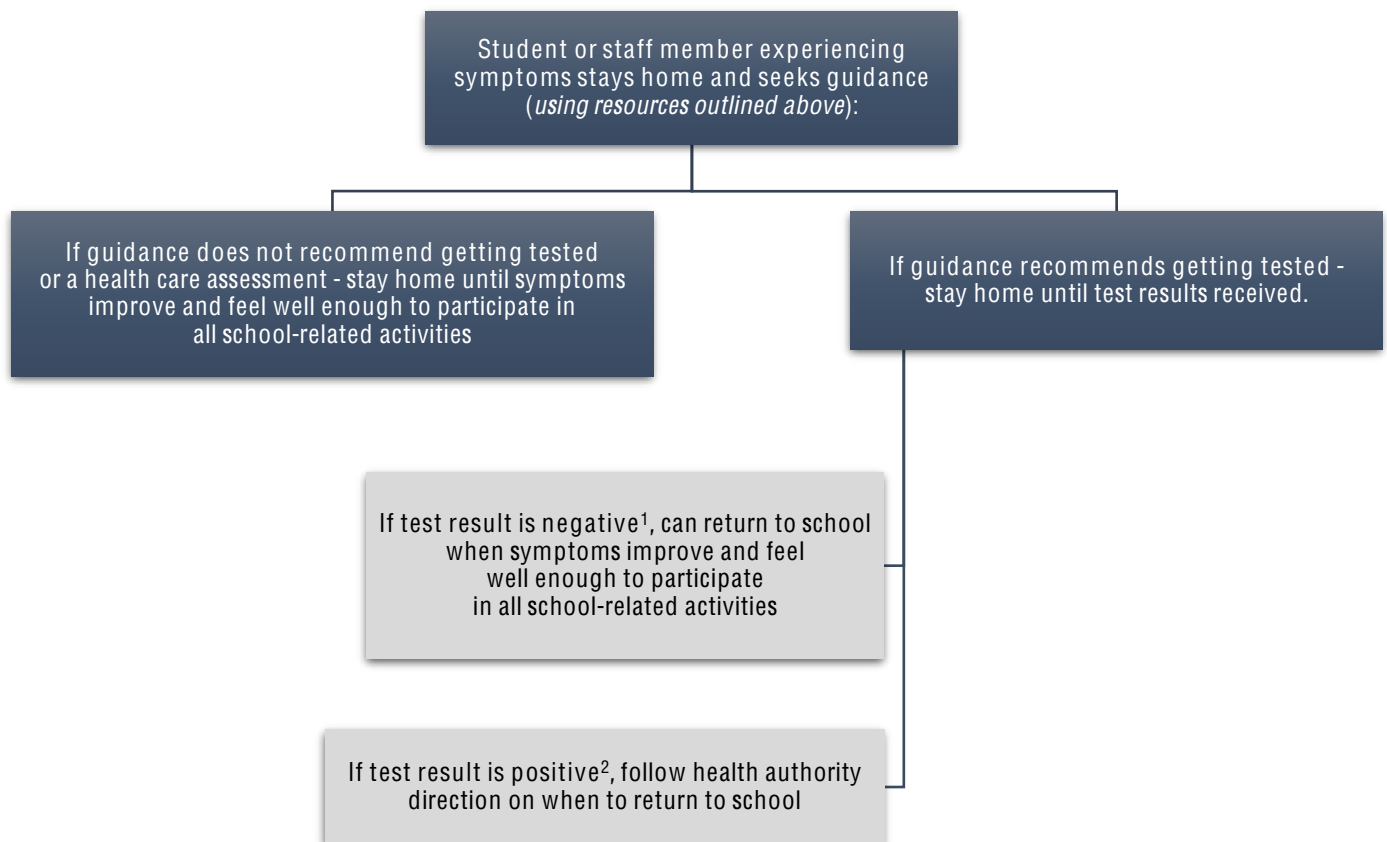 Student or staff member experiencing
symptoms stays home and seeks guidance
(using resources outlined above):
If guidance does not recommend getting tested
or a health care assessment - stay home until symptoms
improve and feel well enough to participate in
all school-related activities
If guidance recommends getting tested -
stay home until test results received.
If test result is negative¹, can return to school
when symptoms improve and feel
well enough to participate
in all school-related activities
If test result is positive², follow health authority
direction on when to return to school